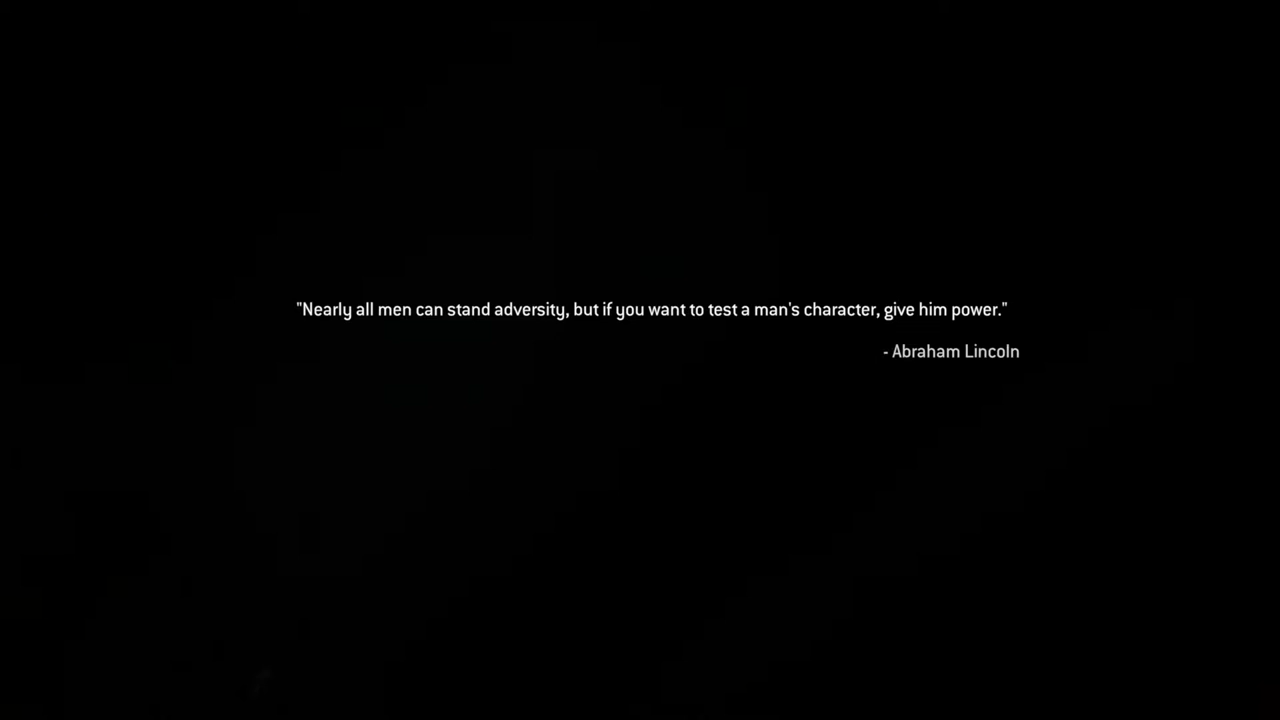 "Nearly all men can stand adversity, but if you want to test a man's character, give him power."
- Abraham Lincoln